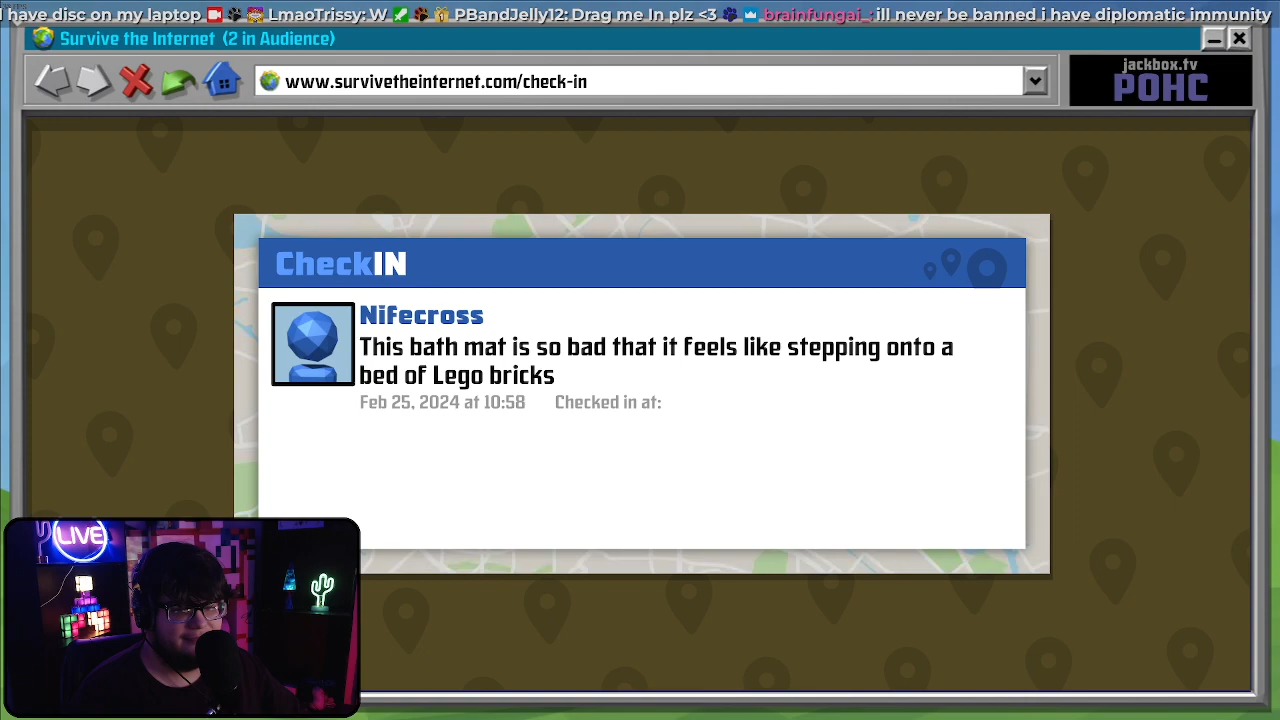 I have disc on my laptop LmaoTrissy: W PBandJelly12: Drag me In plz <3 brainfungai_: ill never be banned i have diplomatic immunity
Survive the Internet (2 in Audience)
www.survivetheinternet.com/check-in
jackbox.tv
POHC
CheckIN
Nifecross
This bath mat is so bad that it feels like stepping onto a
bed of Lego bricks
Feb 25, 2024 at 10:58 Checked in at:
LIVE